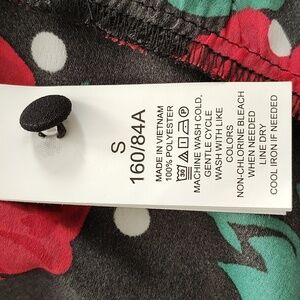 S
160/84A
MADE IN VIETNAM
100% POLYESTER
MACHINE WASH COLD,
GENTLE CYCLE
WASH WITH LIKE
COLORS
NON-CHLORINE BLEACH
WHEN NEEDED
LINE DRY
COOL IRON IF NEEDED